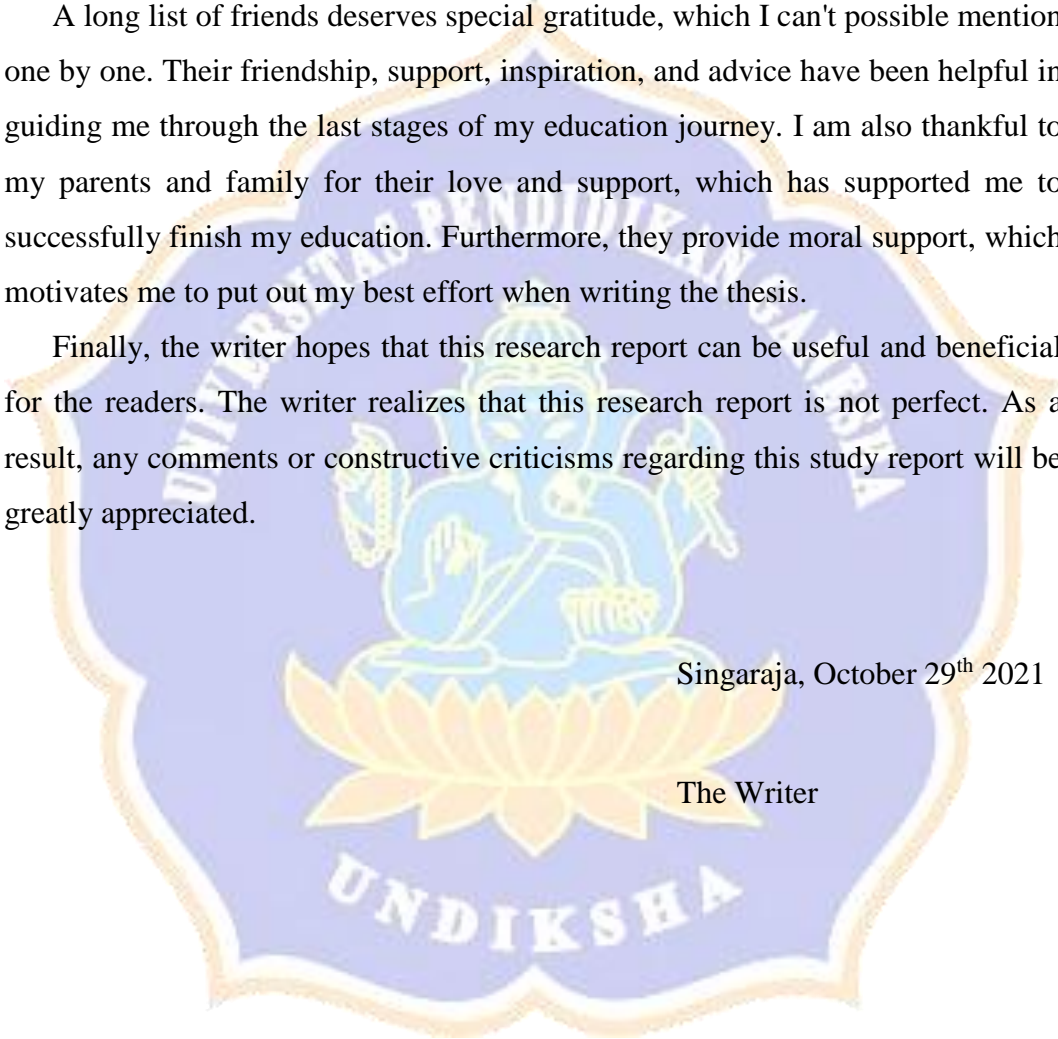 A long list of friends deserves special gratitude, which I can't possible mention
one by one. Their friendship, support, inspiration, and advice have been helpful in
guiding me through the last stages of my education journey. I am also thankful to
my parents and family for their love and support, which has supported me to
successfully finish my education. Furthermore, they provide moral support, which
motivates me to put out my best effort when writing the thesis.
Finally, the writer hopes that this research report can be useful and beneficial
for the readers. The writer realizes that this research report is not perfect. As a
result, any comments or constructive criticisms regarding this study report will be
greatly appreciated.
Singaraja, October 29th 2021
The Writer
UNIVERSITAS PENDIDIKAN GANESHA
UNDIKSHA